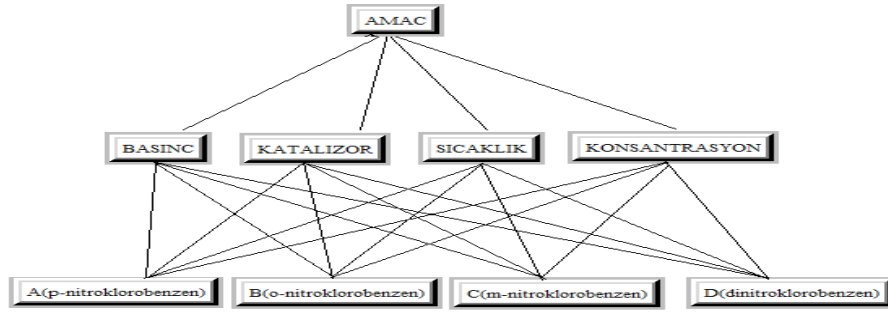 AMAC
BASINC
KATALIZOR
SICAKLIK
KONSANTRASYON
A(p-nitroklorobenzen)
B(o-nitroklorobenzen)
C(m-nitroklorobenzen)
D(dinitroklorobenzen)